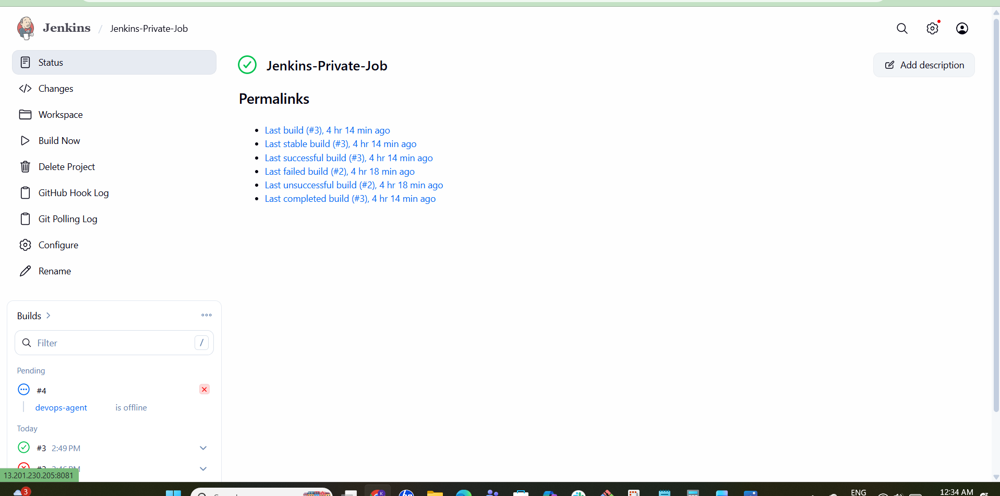 Jenkins / Jenkins-Private-Job
Status
Changes
Workspace
Build Now
Delete Project
GitHub Hook Log
Git Polling Log
Configure
Rename
Jenkins-Private-Job
Add description
Permalinks
Last build (#3), 4 hr 14 min ago
Last stable build (#3), 4 hr 14 min ago
Last successful build (#3), 4 hr 14 min ago
Last failed build (#2), 4 hr 18 min ago
Last unsuccessful build (#2), 4 hr 18 min ago
Last completed build (#3), 4 hr 14 min ago
Builds
Filter /
Pending
#4
devops-agent is offline
Today
#3 2:49 PM
#2 2:46 PM
13.201.230.205:8081
3
K
hp
ENG
12:34 AM